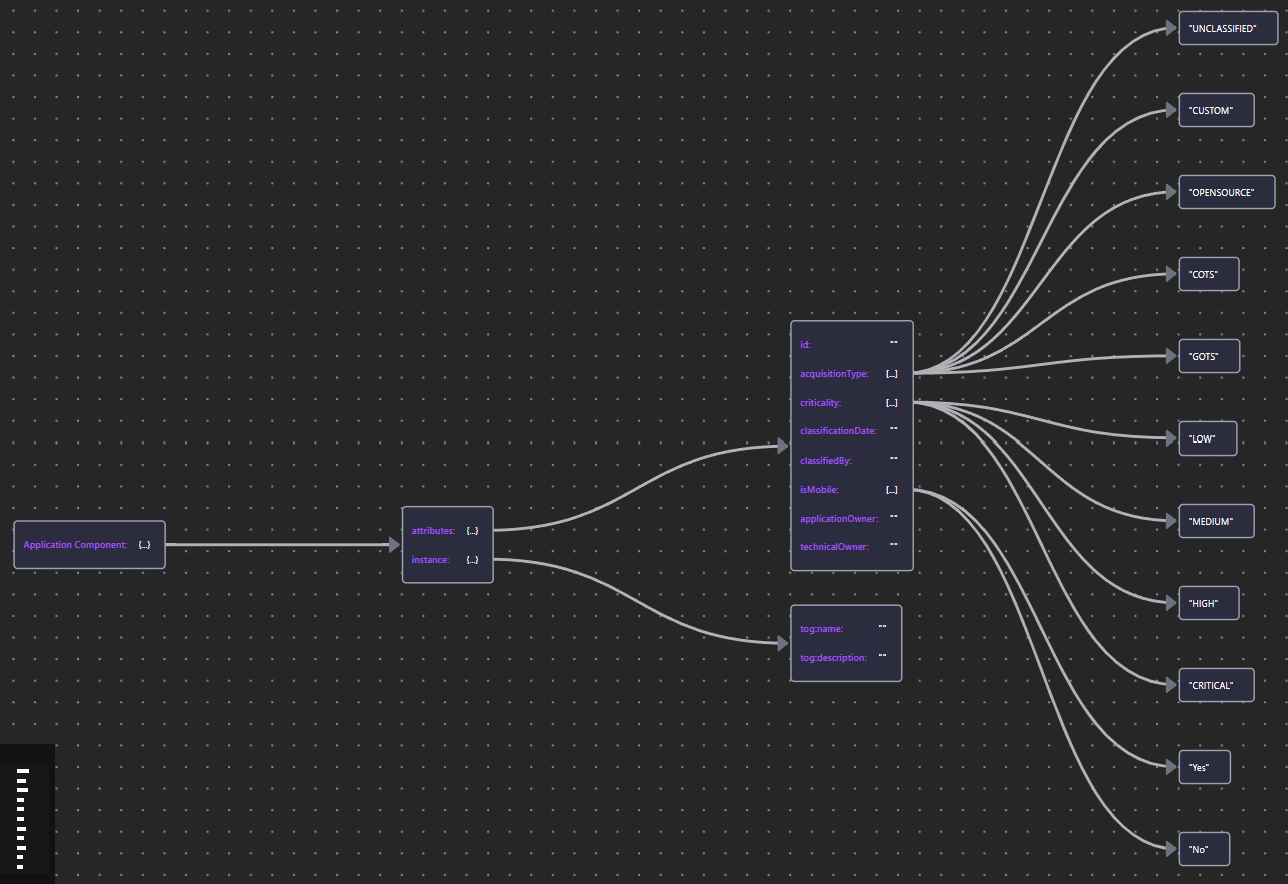 Application Component: {...}
attributes: {...}
instance: {...}
id: ""
acquisitionType: [...]
criticality: [...]
classificationDate: ""
classifiedBy: ""
isMobile: [...]
applicationOwner: ""
technicalOwner: ""
tog:name: ""
tog:description: ""
"UNCLASSIFIED"
"CUSTOM"
"OPENSOURCE"
"COTS"
"GOTS"
"LOW"
"MEDIUM"
"HIGH"
"CRITICAL"
"Yes"
"No"